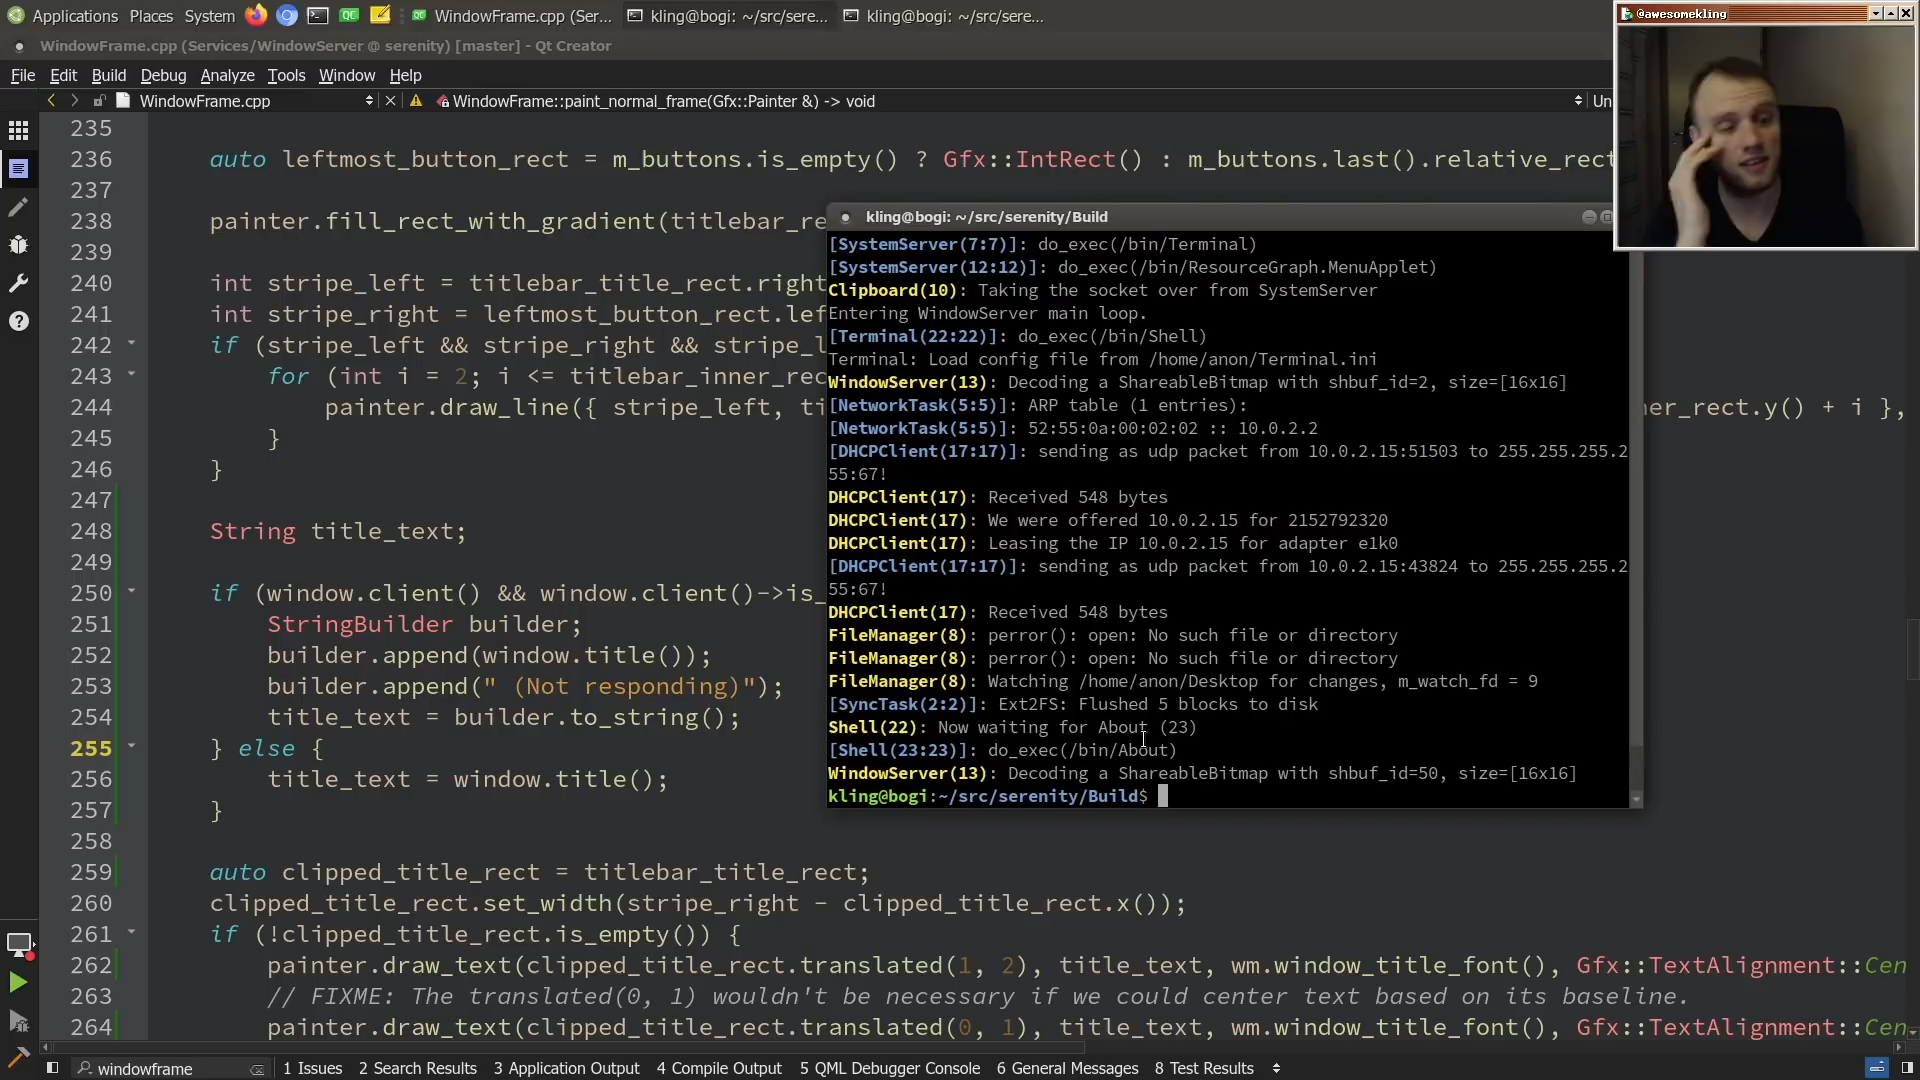 Applications Places System WindowFrame.cpp (Ser... kling@bogi: ~/src/sere... kling@bogi: ~/src/sere...
@awesomekling
WindowFrame.cpp (Services/WindowServer @ serenity) [master] - Qt Creator
File Edit Build Debug Analyze Tools Window Help
WindowFrame.cpp WindowFrame::paint_normal_frame(Gfx::Painter &) -> void Un
235
236 auto leftmost_button_rect = m_buttons.is_empty() ? Gfx::IntRect() : m_buttons.last().relative_rect
237
238 painter.fill_rect_with_gradient(titlebar_re
239
240 int stripe_left = titlebar_title_rect.right
241 int stripe_right = leftmost_button_rect.lef
242 if (stripe_left && stripe_right && stripe_l
243 for (int i = 2; i <= titlebar_inner_rec
244 painter.draw_line({ stripe_left, ti ner_rect.y() + i },
245 }
246 }
247
248 String title_text;
249
250 if (window.client() && window.client()->is_
251 StringBuilder builder;
252 builder.append(window.title());
253 builder.append(" (Not responding)");
254 title_text = builder.to_string();
255 } else {
256 title_text = window.title();
257 }
258
259 auto clipped_title_rect = titlebar_title_rect;
260 clipped_title_rect.set_width(stripe_right - clipped_title_rect.x());
261 if (!clipped_title_rect.is_empty()) {
262 painter.draw_text(clipped_title_rect.translated(1, 2), title_text, wm.window_title_font(), Gfx::TextAlignment::Cen
263 // FIXME: The translated(0, 1) wouldn't be necessary if we could center text based on its baseline.
264 painter.draw_text(clipped_title_rect.translated(0, 1), title_text, wm.window_title_font(), Gfx::TextAlignment::Cen
kling@bogi: ~/src/serenity/Build
[SystemServer(7:7)]: do_exec(/bin/Terminal)
[SystemServer(12:12)]: do_exec(/bin/ResourceGraph.MenuApplet)
Clipboard(10): Taking the socket over from SystemServer
Entering WindowServer main loop.
[Terminal(22:22)]: do_exec(/bin/Shell)
Terminal: Load config file from /home/anon/Terminal.ini
WindowServer(13): Decoding a ShareableBitmap with shbuf_id=2, size=[16x16]
[NetworkTask(5:5)]: ARP table (1 entries):
[NetworkTask(5:5)]: 52:55:0a:00:02:02 :: 10.0.2.2
[DHCPClient(17:17)]: sending as udp packet from 10.0.2.15:51503 to 255.255.255.2
55:67!
DHCPClient(17): Received 548 bytes
DHCPClient(17): We were offered 10.0.2.15 for 2152792320
DHCPClient(17): Leasing the IP 10.0.2.15 for adapter e1k0
[DHCPClient(17:17)]: sending as udp packet from 10.0.2.15:43824 to 255.255.255.2
55:67!
DHCPClient(17): Received 548 bytes
FileManager(8): perror(): open: No such file or directory
FileManager(8): perror(): open: No such file or directory
FileManager(8): Watching /home/anon/Desktop for changes, m_watch_fd = 9
[SyncTask(2:2)]: Ext2FS: Flushed 5 blocks to disk
Shell(22): Now waiting for About (23)
[Shell(23:23)]: do_exec(/bin/About)
WindowServer(13): Decoding a ShareableBitmap with shbuf_id=50, size=[16x16]
kling@bogi:~/src/serenity/Build$
windowframe 1 Issues 2 Search Results 3 Application Output 4 Compile Output 5 QML Debugger Console 6 General Messages 8 Test Results